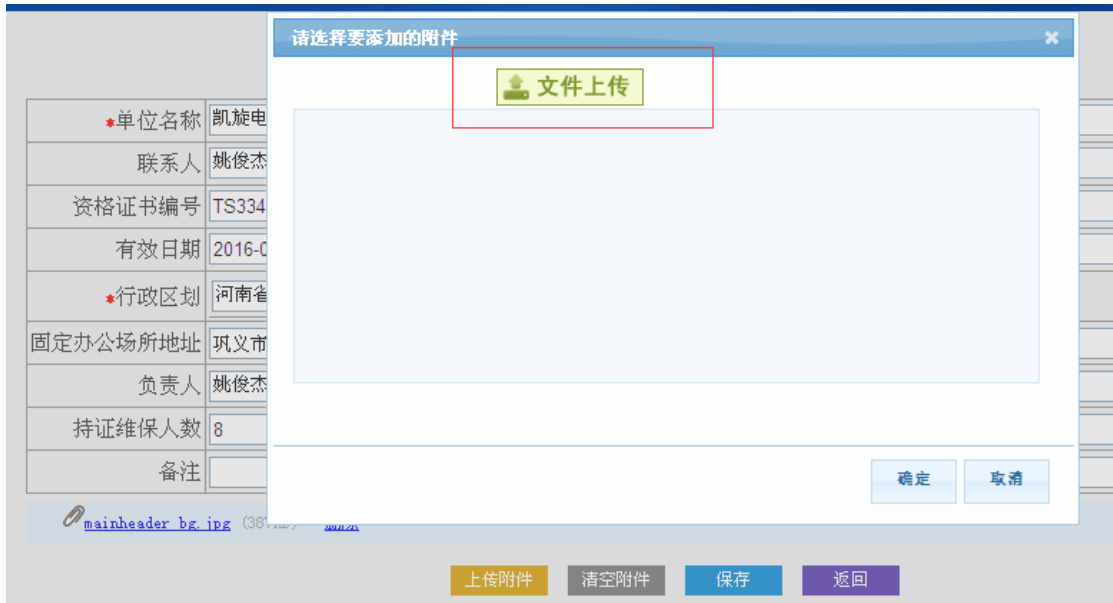 请选择要添加的附件
文件上传
*单位名称 凯旋电
联系人 姚俊杰
资格证书编号 TS334
有效日期 2016-0
*行政区划 河南省
固定办公场所地址 巩义市
负责人 姚俊杰
持证维保人数 8
备注
确定 取消
mainheader_bg.jpg (387
上传附件 清空附件 保存 返回